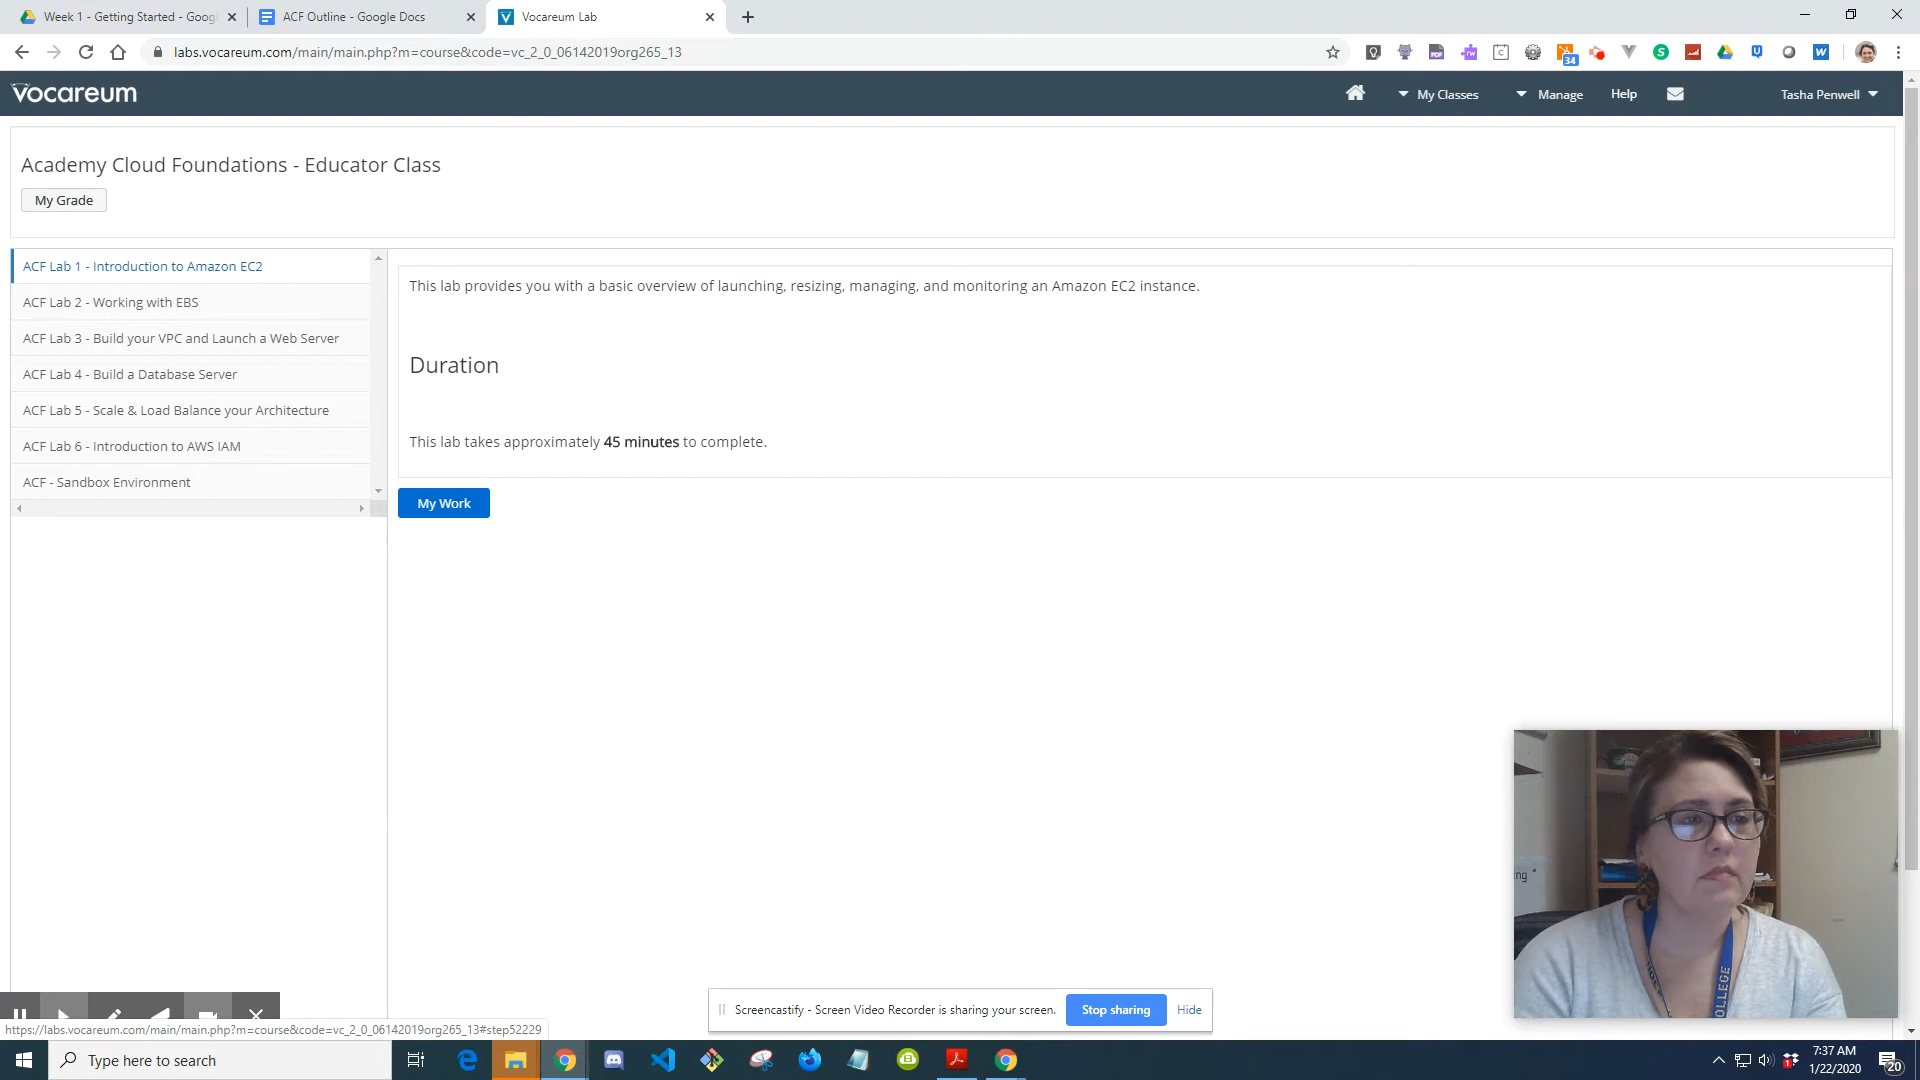 Week 1 - Getting Started - Goog
ACF Outline - Google Docs
Vocareum Lab
labs.vocareum.com/main/main.php?m=course&code=vc_2_0_06142019org265_13
34
vocareum
My Classes
Manage
Help
Tasha Penwell
Academy Cloud Foundations - Educator Class
My Grade
ACF Lab 1 - Introduction to Amazon EC2
ACF Lab 2 - Working with EBS
ACF Lab 3 - Build your VPC and Launch a Web Server
ACF Lab 4 - Build a Database Server
ACF Lab 5 - Scale & Load Balance your Architecture
ACF Lab 6 - Introduction to AWS IAM
ACF - Sandbox Environment
This lab provides you with a basic overview of launching, resizing, managing, and monitoring an Amazon EC2 instance.
Duration
This lab takes approximately 45 minutes to complete.
My Work
ng
OLLEGE
Screencastify - Screen Video Recorder is sharing your screen.
Stop sharing
Hide
https://labs.vocareum.com/main/main.php?m=course&code=vc_2_0_06142019org265_13#step52229
Type here to search
7:37 AM
1/22/2020
20